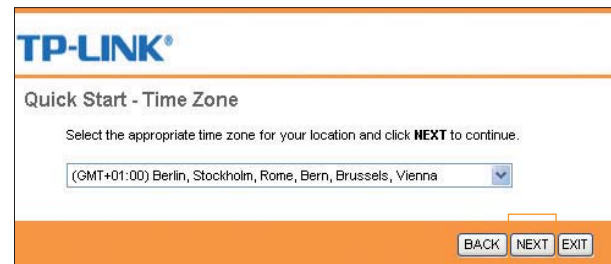 TP-LINK®
Quick Start - Time Zone
Select the appropriate time zone for your location and click NEXT to continue.
(GMT+01:00) Berlin, Stockholm, Rome, Bern, Brussels, Vienna
BACK NEXT EXIT